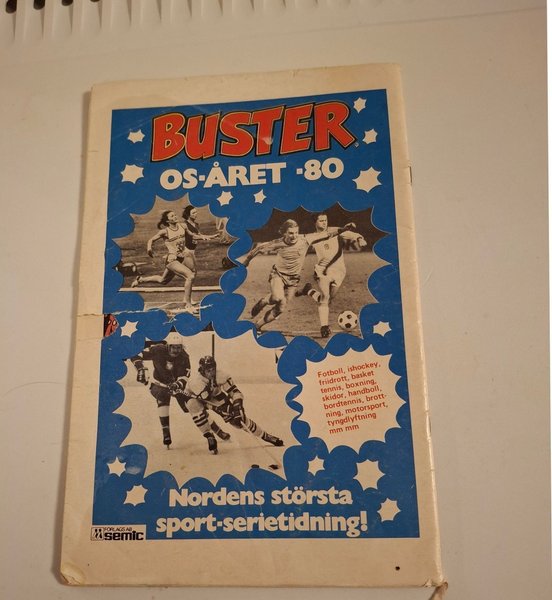 BUSTER
OS-ÅRET -80
Fotboll, ishockey,
friidrott, basket
tennis, boxning,
skidor, handboll,
bordtennis, brott-
ning, motorsport,
tyngdlyftning
mm mm
Nordens största
sport-serietidning!
FÖRLAGS AB
semic